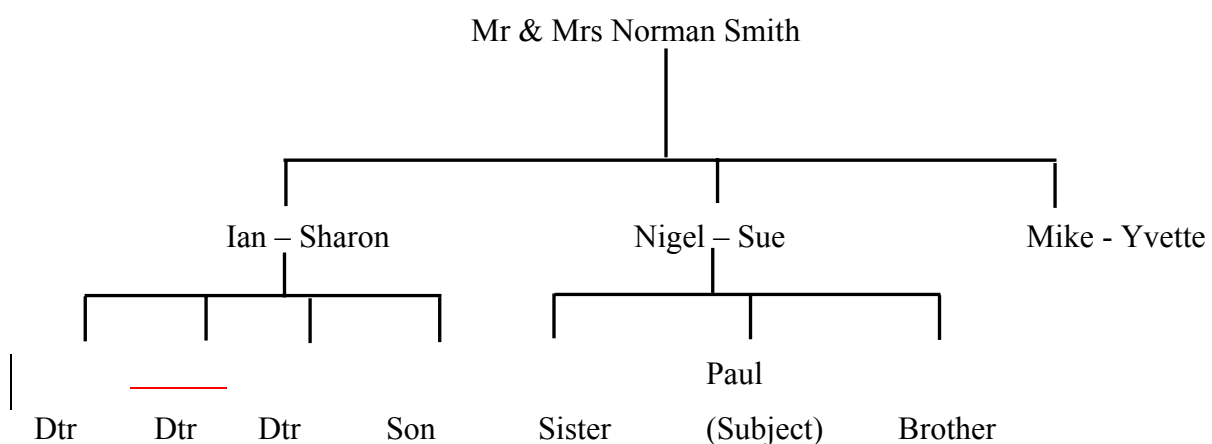 Mr & Mrs Norman Smith
Ian – Sharon Nigel – Sue Mike - Yvette
Paul
Dtr Dtr Dtr Son Sister (Subject) Brother